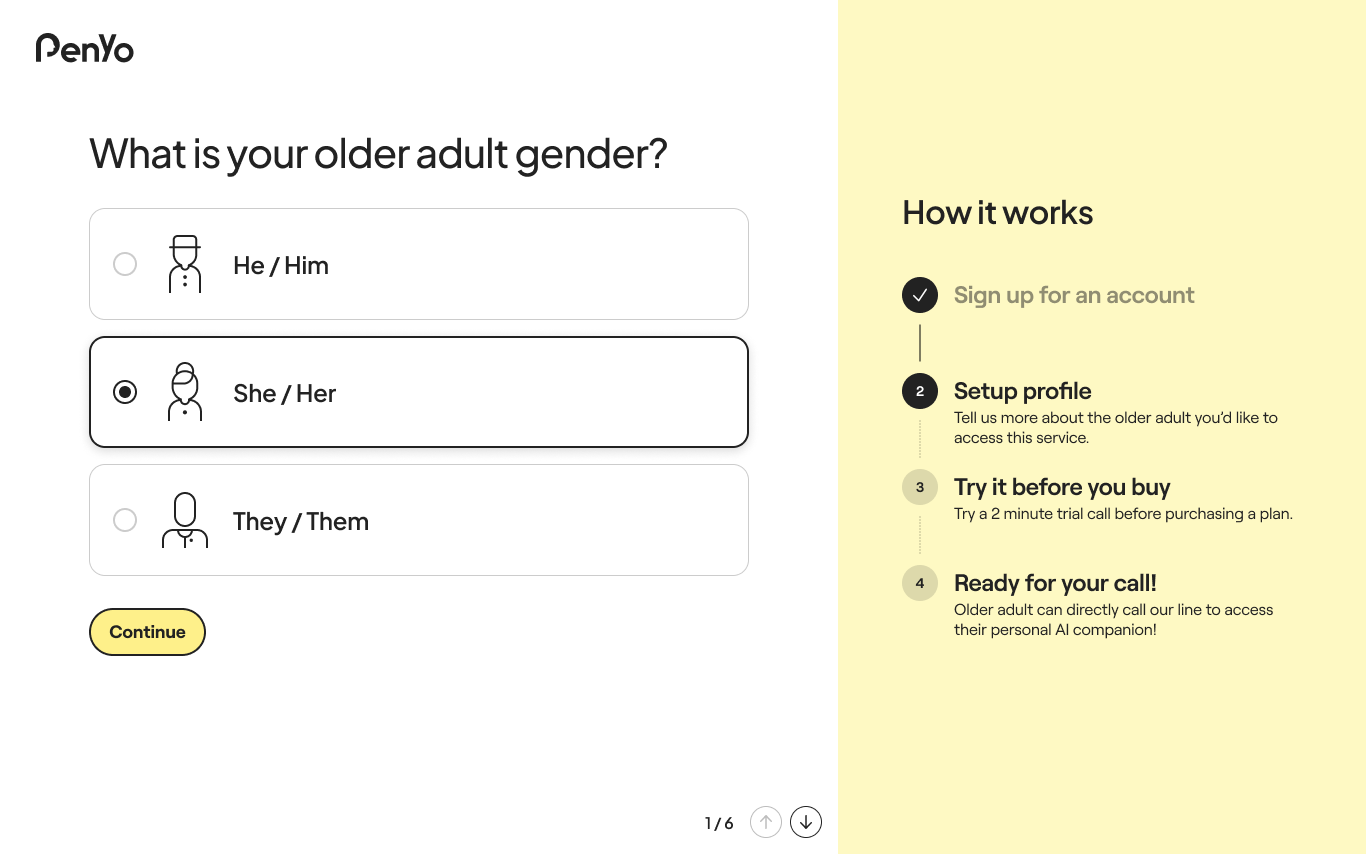 PenYo
What is your older adult gender?
He / Him
She / Her
They / Them
Continue
1 / 6
How it works
Sign up for an account
2
Setup profile
Tell us more about the older adult you’d like to
access this service.
3
Try it before you buy
Try a 2 minute trial call before purchasing a plan.
4
Ready for your call!
Older adult can directly call our line to access
their personal AI companion!